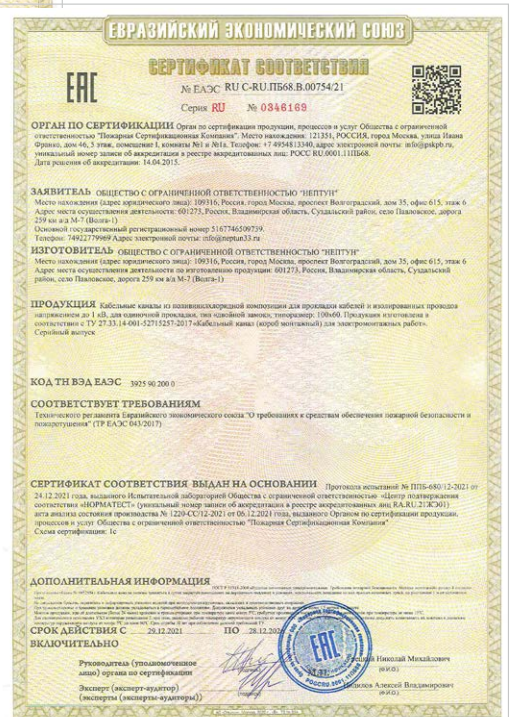 ЕВРАЗИЙСКИЙ ЭКОНОМИЧЕСКИЙ СОЮЗ
СЕРТИФИКАТ СООТВЕТСТВИЯ
EAC
№ ЕАЭС RU C-RU.ПБ68.В.00754/21
Серия RU № 0346169
ОРГАН ПО СЕРТИФИКАЦИИ Орган по сертификации продукции, процессов и услуг Общества с ограниченной
ответственностью "Пожарная Сертификационная Компания". Место нахождения: 121351, РОССИЯ, город Москва, улица Ивана
Франко, дом 46, 5 этаж, помещение I, комнаты №1 и №1а. Телефон: +7 4954813340, адрес электронной почты: info@pskpb.ru,
уникальный номер записи об аккредитации в реестре аккредитованных лиц: РОСС RU.0001.11ПБ68.
Дата решения об аккредитации: 14.04.2015.
ЗАЯВИТЕЛЬ ОБЩЕСТВО С ОГРАНИЧЕННОЙ ОТВЕТСТВЕННОСТЬЮ "НЕПТУН"
Место нахождения (адрес юридического лица): 109316, Россия, город Москва, проспект Волгоградский, дом 35, офис 615, этаж 6
Адрес места осуществления деятельности: 601273, Россия, Владимирская область, Суздальский район, село Павловское, дорога
259 км а/д М-7 (Волга-1)
Основной государственный регистрационный номер 5167746509739.
Телефон: 74922779969 Адрес электронной почты: info@neptun33.ru
ИЗГОТОВИТЕЛЬ ОБЩЕСТВО С ОГРАНИЧЕННОЙ ОТВЕТСТВЕННОСТЬЮ "НЕПТУН"
Место нахождения (адрес юридического лица): 109316, Россия, город Москва, проспект Волгоградский, дом 35, офис 615, этаж 6
Адрес места осуществления деятельности по изготовлению продукции: 601273, Россия, Владимирская область, Суздальский
район, село Павловское, дорога 259 км а/д М-7 (Волга-1)
ПРОДУКЦИЯ Кабельные каналы из поливинилхлоридной композиции для прокладки кабелей и изолированных проводов
напряжением до 1 кВ, для одиночной прокладки, тип «двойной замок», типоразмер: 100х60. Продукция изготовлена в
соответствии с ТУ 27.33.14-001-52715257-2017 «Кабельный канал (короб монтажный) для электромонтажных работ».
Серийный выпуск
КОД ТН ВЭД ЕАЭС 3925 90 200 0
СООТВЕТСТВУЕТ ТРЕБОВАНИЯМ
Технического регламента Евразийского экономического союза "О требованиях к средствам обеспечения пожарной безопасности и
пожаротушения" (ТР ЕАЭС 043/2017)
СЕРТИФИКАТ СООТВЕТСТВИЯ ВЫДАН НА ОСНОВАНИИ Протокола испытаний № ППБ-680/12-2021 от
24.12.2021 года, выданного Испытательной лабораторией Общества с ограниченной ответственностью «Центр подтверждения
соответствия «НОРМАТЕСТ» (уникальный номер записи об аккредитации в реестре аккредитованных лиц RA.RU.21ЖЭ01)
акта анализа состояния производства № 1220-СС/12-2021 от 06.12.2021 года, выданного Органом по сертификации продукции,
процессов и услуг Общества с ограниченной ответственностью "Пожарная Сертификационная Компания"
Схема сертификации: 1с
ДОПОЛНИТЕЛЬНАЯ ИНФОРМАЦИЯ
СРОК ДЕЙСТВИЯ С 29.12.2021 ПО 28.12.202
ВКЛЮЧИТЕЛЬНО
Руководитель (уполномоченное
лицо) органа по сертификации
Николай Михайлович
(Ф.И.О.)
М.П.
Эксперт (эксперт-аудитор)
(эксперты (эксперты-аудиторы))
Алексей Владимирович
(Ф.И.О.)
EAC